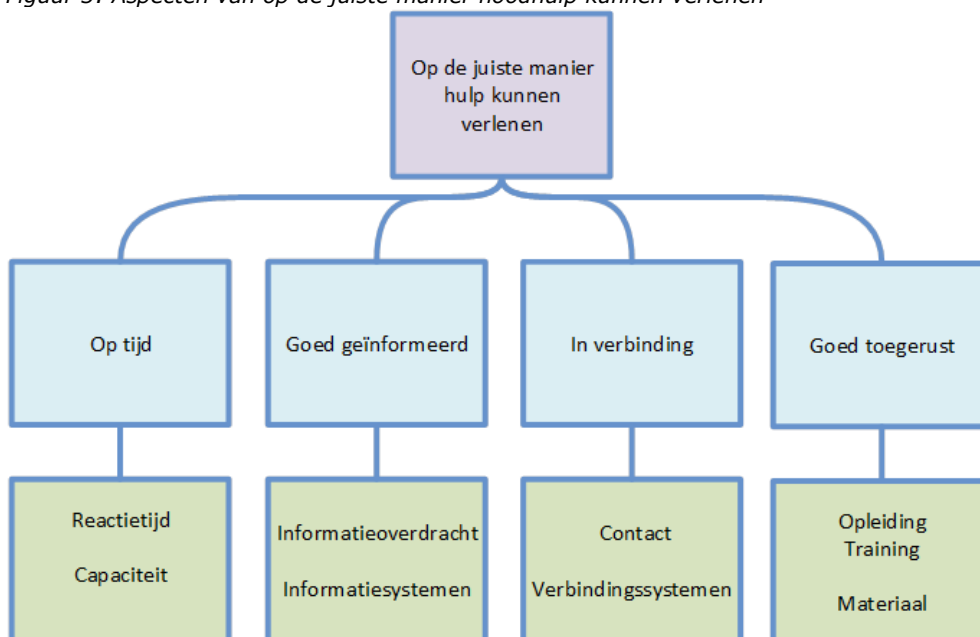 Op de juiste manier
hulp kunnen
verlenen
Op tijd
Goed geïnformeerd
In verbinding
Goed toegerust
Reactietijd
Capaciteit
Informatieoverdracht
Informatiesystemen
Contact
Verbindingssystemen
Opleiding
Training
Materiaal